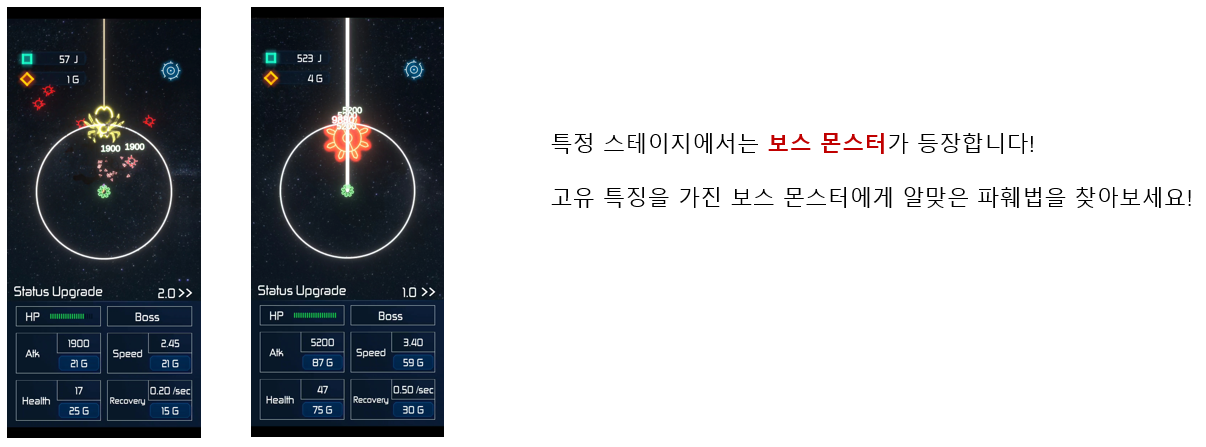 57 J
1 G
1900 1900
Status Upgrade 2.0 >>
HP Boss
Atk 1900 Speed 2.45
21 G 21 G
Health 17 Recovery 0.20 /sec
25 G 15 G
523 J
4 G
5200
5200
Status Upgrade 1.0 >>
HP Boss
Atk 5200 Speed 3.40
87 G 59 G
Health 47 Recovery 0.50 /sec
75 G 30 G
특정 스테이지에서는 보스 몬스터가 등장합니다!
고유 특징을 가진 보스 몬스터에게 알맞은 파훼법을 찾아보세요!